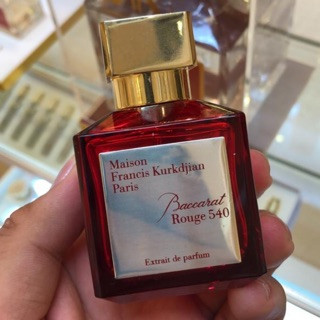 Maison
Francis Kurkdjian
Paris
Baccarat
Rouge 540
Extrait de parfum